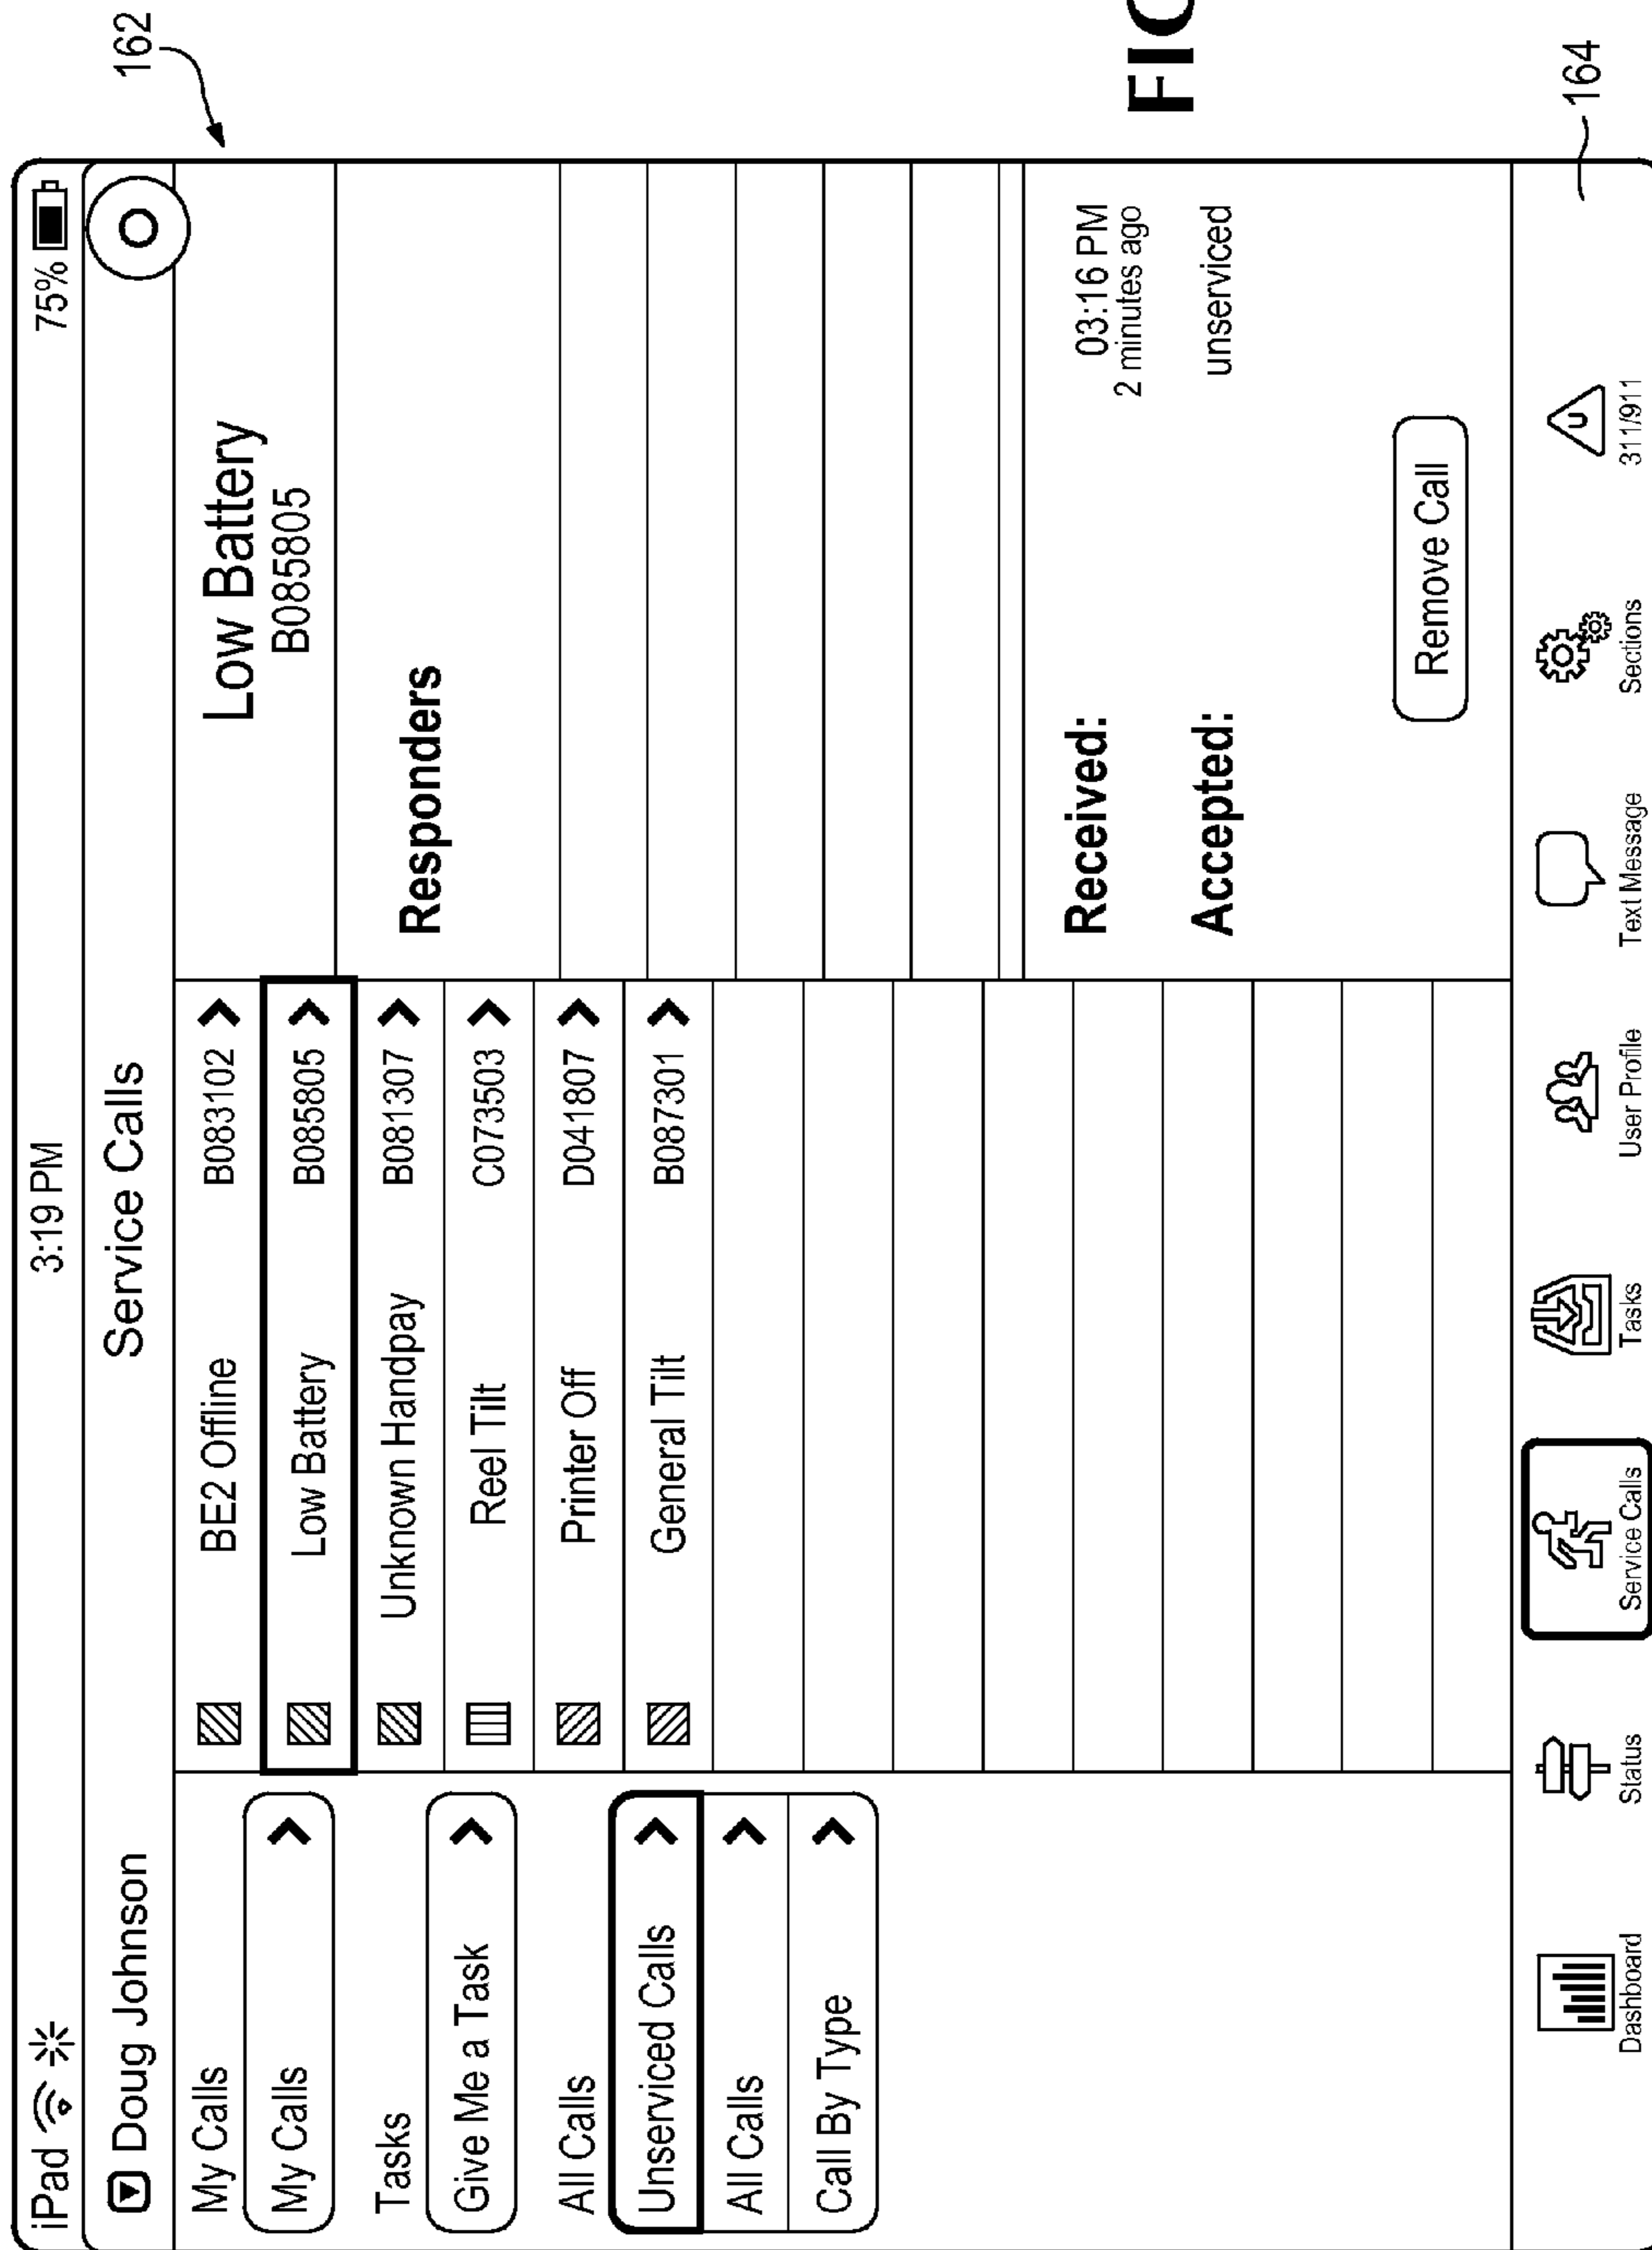 iPad 3:19 PM 75%
Doug Johnson Service Calls
162
My Calls
My Calls
Tasks
Give Me a Task
All Calls
Unserviced Calls
All Calls
Call By Type
BE2 Offline B083102
Low Battery B085805
Unknown Handpay B081307
Reel Tilt C073503
Printer Off D041807
General Tilt B087301
Low Battery
B085805
Responders
Received: 03:16 PM
2 minutes ago
Accepted: unserviced
Remove Call
Dashboard
Status
Service Calls
Tasks
User Profile
Text Message
Sections
311/911
164